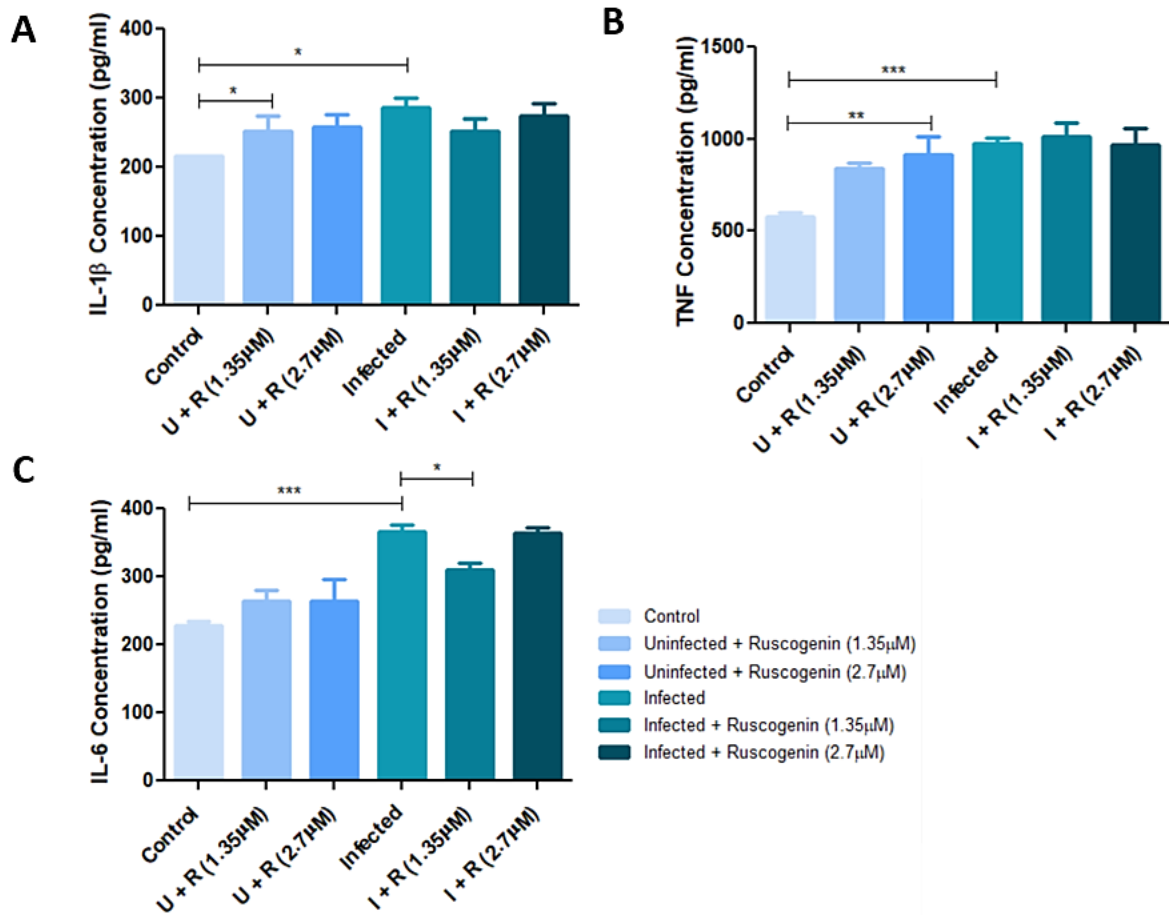 A
IL-1β Concentration (pg/ml)
400
300
200
100
0
*
*
Control
U + R (1.35µM)
U + R (2.7µM)
Infected
I + R (1.35µM)
I + R (2.7µM)
B
TNF Concentration (pg/ml)
1500
1000
500
0
***
**
Control
U + R (1.35µM)
U + R (2.7µM)
Infected
I + R (1.35µM)
I + R (2.7µM)
C
IL-6 Concentration (pg/ml)
400
300
200
100
0
***
*
Control
U + R (1.35µM)
U + R (2.7µM)
Infected
I + R (1.35µM)
I + R (2.7µM)
Control
Uninfected + Ruscogenin (1.35µM)
Uninfected + Ruscogenin (2.7µM)
Infected
Infected + Ruscogenin (1.35µM)
Infected + Ruscogenin (2.7µM)